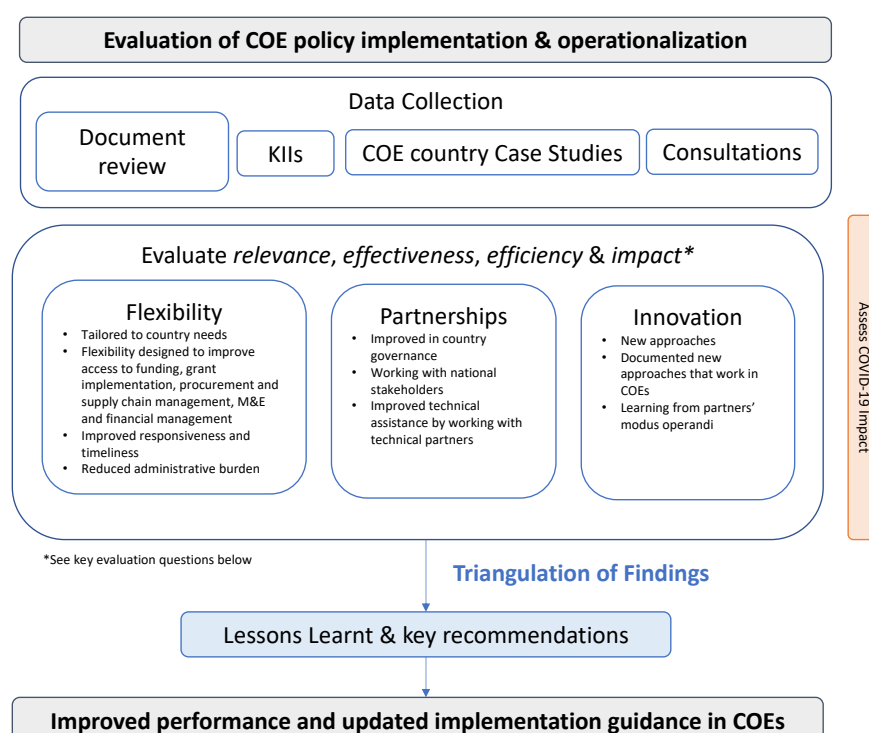 Evaluation of COE policy implementation & operationalization
Data Collection
Document
review
KIIs
COE country Case Studies
Consultations
Evaluate relevance, effectiveness, efficiency & impact*
Flexibility
• Tailored to country needs
• Flexibility designed to improve
access to funding, grant
implementation, procurement and
supply chain management, M&E
and financial management
• Improved responsiveness and
timeliness
• Reduced administrative burden
Partnerships
• Improved in country
governance
• Working with national
stakeholders
• Improved technical
assistance by working with
technical partners
Innovation
• New approaches
• Documented new
approaches that work in
COEs
• Learning from partners'
modus operandi
Assess COVID-19 Impact
*See key evaluation questions below
Triangulation of Findings
Lessons Learnt & key recommendations
Improved performance and updated implementation guidance in COEs